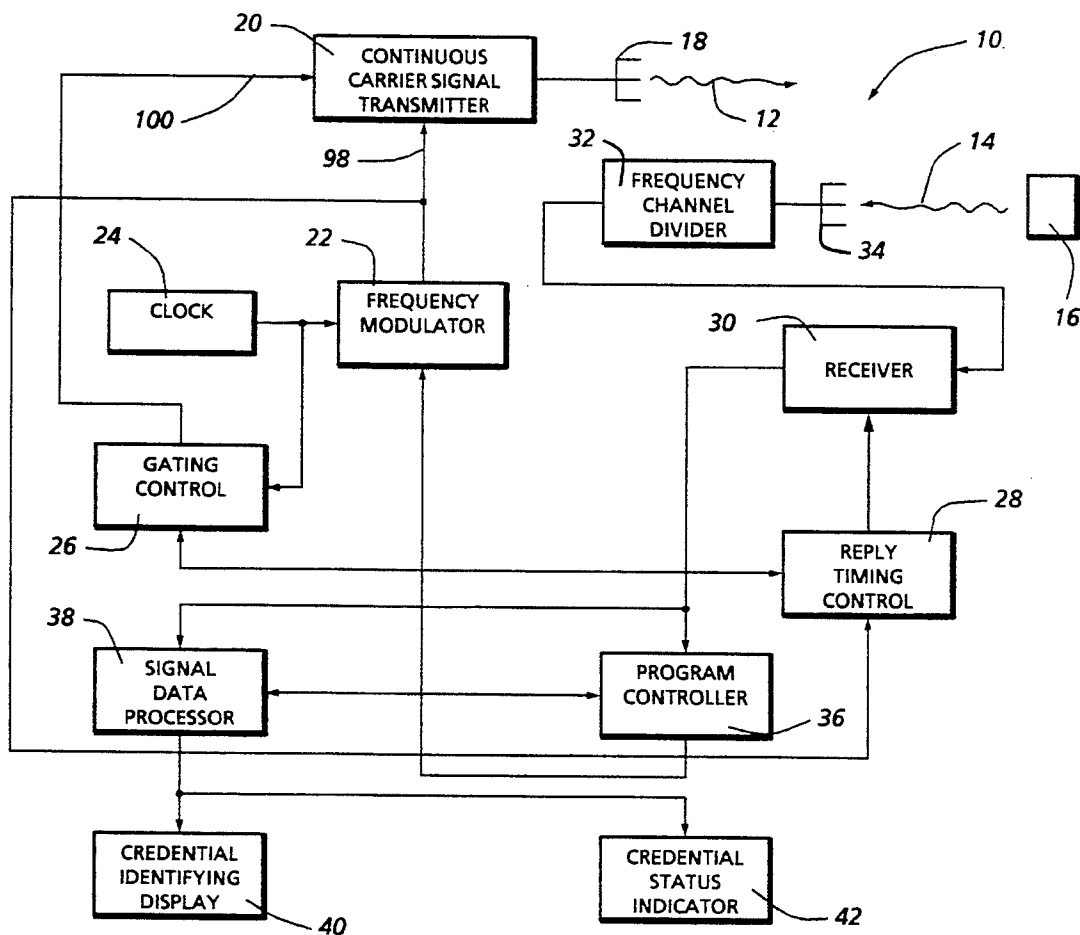 20
CONTINUOUS
CARRIER SIGNAL
TRANSMITTER
18
10
100
12
98
32
FREQUENCY
CHANNEL
DIVIDER
14
34
16
24
CLOCK
22
FREQUENCY
MODULATOR
30
RECEIVER
GATING
CONTROL
26
28
REPLY
TIMING
CONTROL
38
SIGNAL
DATA
PROCESSOR
PROGRAM
CONTROLLER
36
CREDENTIAL
IDENTIFYING
DISPLAY
40
CREDENTIAL
STATUS
INDICATOR
42